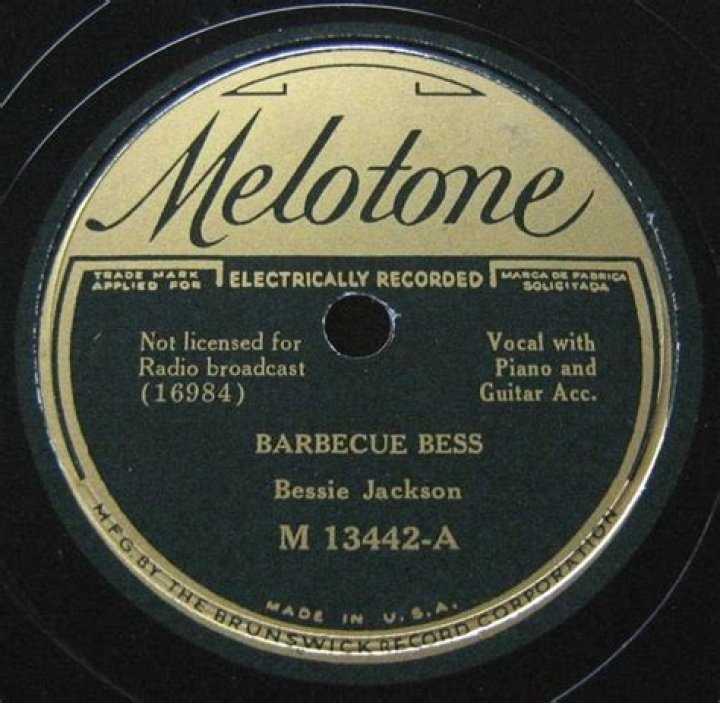 Melotone
TRADE MARK
APPLIED FOR
ELECTRICALLY RECORDED
MARCA DE FABRICA
SOLICITADA
Not licensed for
Radio broadcast
(16984)
Vocal with
Piano and
Guitar Acc.
BARBECUE BESS
Bessie Jackson
M 13442-A
MADE IN U.S.A.
MFG BY THE BRUNSWICK RECORD CORPORATION